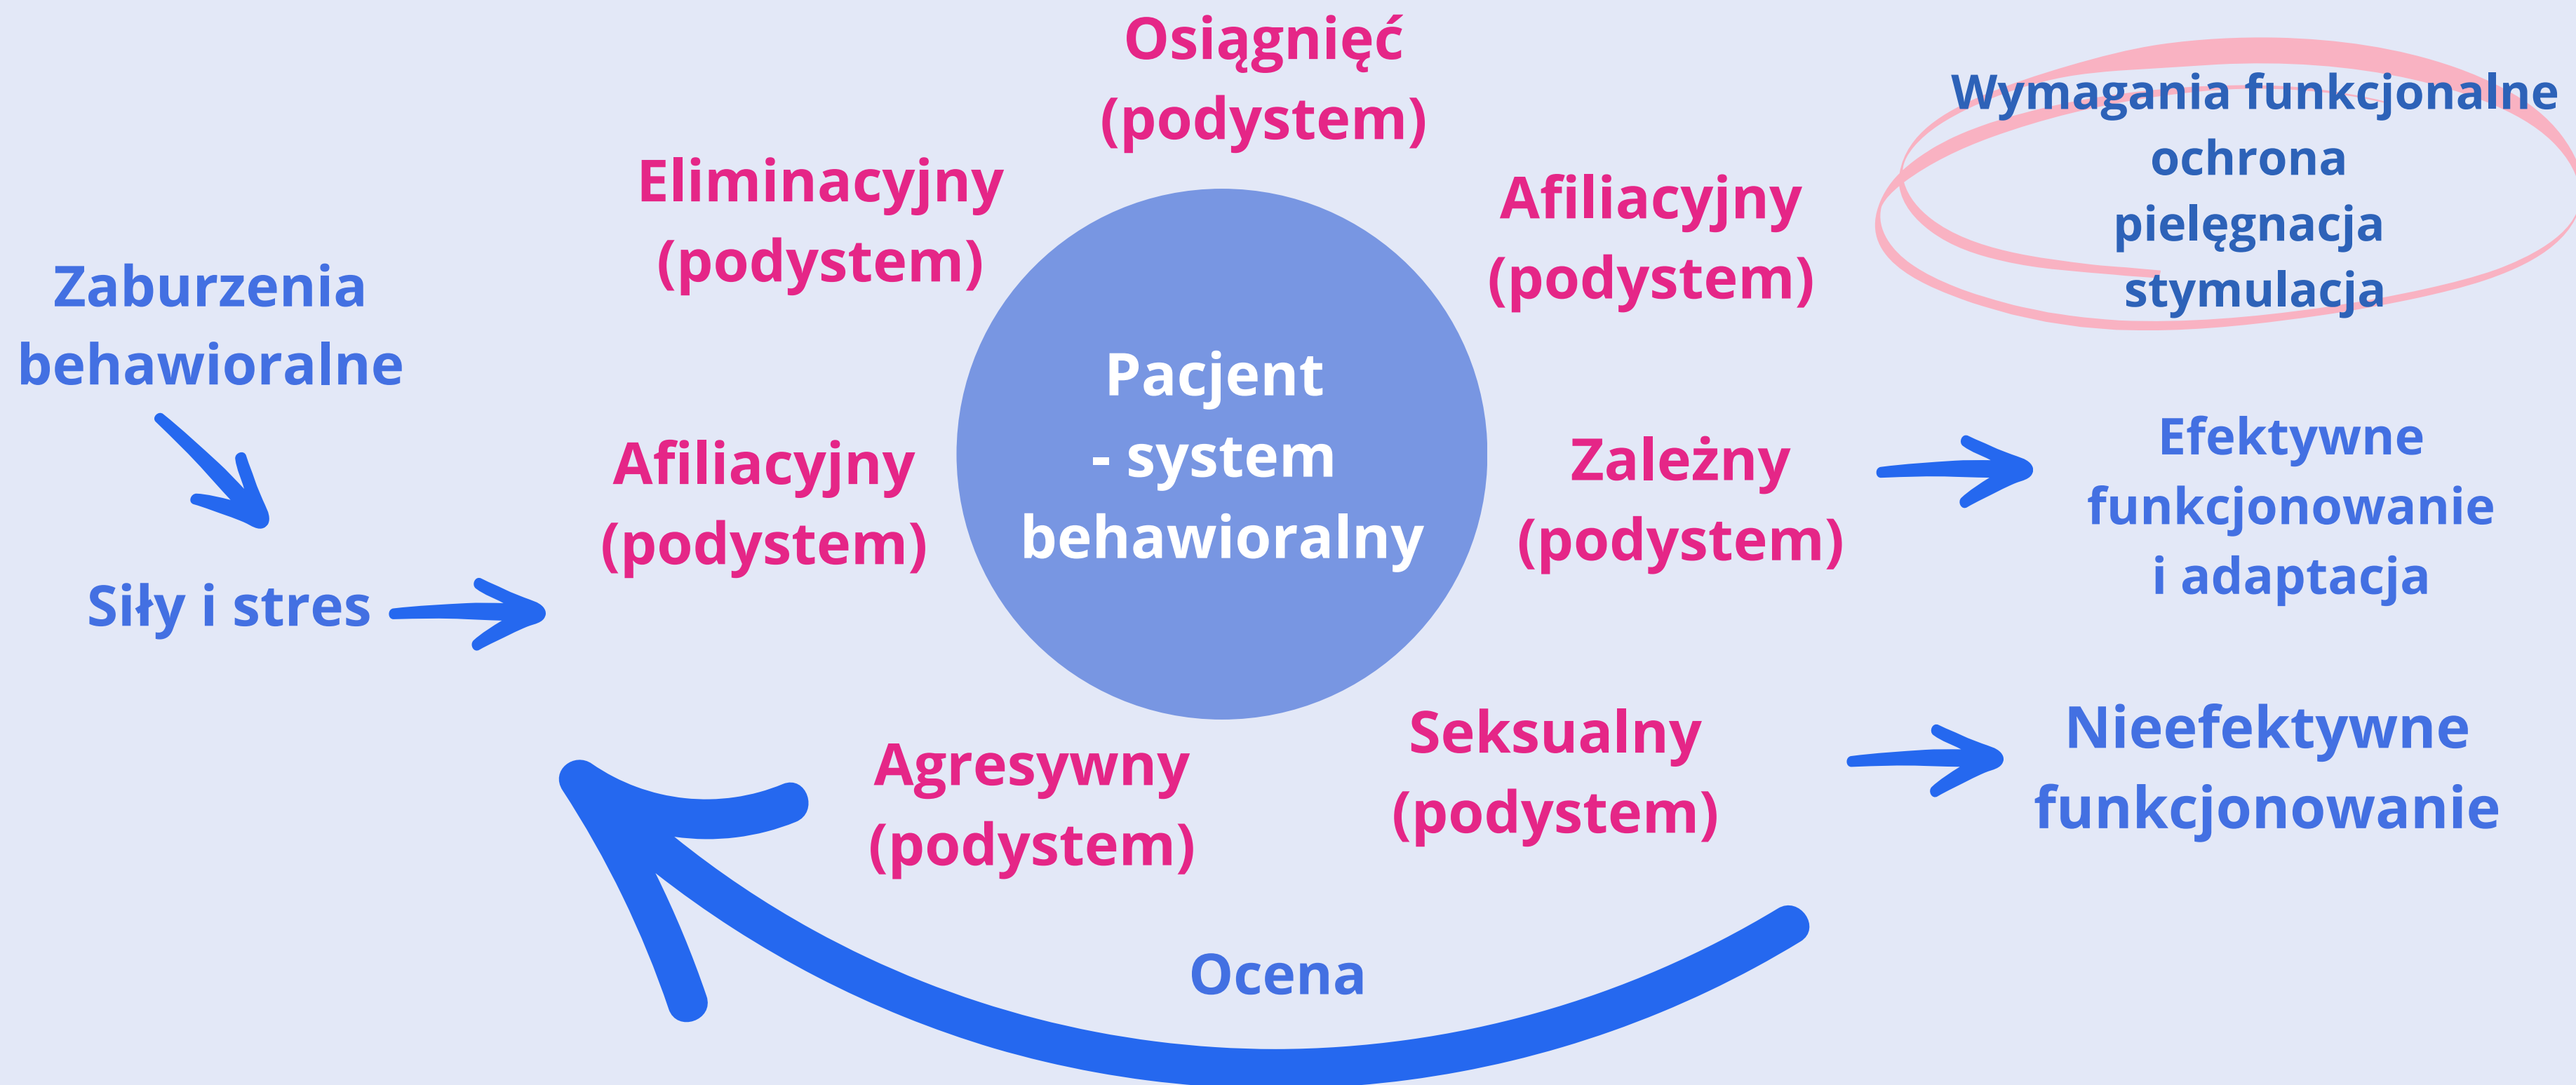 Osiągnięć
(podystem)
Eliminacyjny
(podystem)
Afiliacyjny
(podystem)
Wymagania funkcjonalne
ochrona
pielęgnacja
stymulacja
Zaburzenia
behawioralne
Siły i stres
Afiliacyjny
(podystem)
Pacjent
- system
behawioralny
Zależny
(podystem)
Efektywne
funkcjonowanie
i adaptacja
Agresywny
(podystem)
Seksualny
(podystem)
Nieefektywne
funkcjonowanie
Ocena